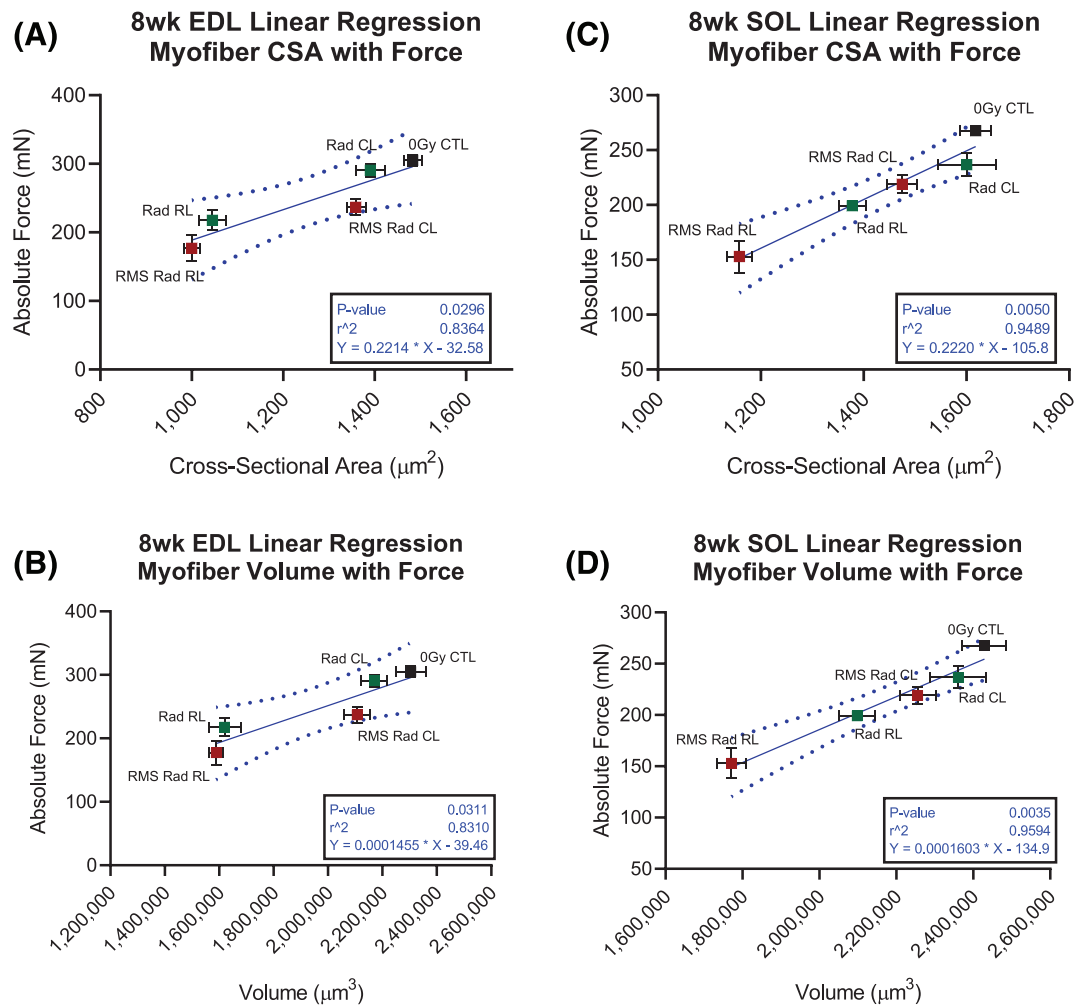 (A)
8wk EDL Linear Regression
Myofiber CSA with Force
Absolute Force (mN)
400
300
200
100
0
Rad CL
0Gy CTL
Rad RL
RMS Rad CL
RMS Rad RL
P-value 0.0296
r^2 0.8364
Y = 0.2214 * X - 32.58
800
1,000
1,200
1,400
1,600
Cross-Sectional Area (μm²)
(C)
8wk SOL Linear Regression
Myofiber CSA with Force
Absolute Force (mN)
300
250
200
150
100
50
0Gy CTL
RMS Rad CL
Rad CL
Rad RL
RMS Rad RL
P-value 0.0050
r^2 0.9489
Y = 0.2220 * X - 105.8
1,000
1,200
1,400
1,600
1,800
Cross-Sectional Area (μm²)
(B)
8wk EDL Linear Regression
Myofiber Volume with Force
Absolute Force (mN)
400
300
200
100
0
Rad CL
0Gy CTL
Rad RL
RMS Rad CL
RMS Rad RL
P-value 0.0311
r^2 0.8310
Y = 0.0001455 * X - 39.46
1,200,000
1,400,000
1,600,000
1,800,000
2,000,000
2,200,000
2,400,000
2,600,000
Volume (μm³)
(D)
8wk SOL Linear Regression
Myofiber Volume with Force
Absolute Force (mN)
300
250
200
150
100
50
0Gy CTL
RMS Rad CL
Rad CL
Rad RL
RMS Rad RL
P-value 0.0035
r^2 0.9594
Y = 0.0001603 * X - 134.9
1,600,000
1,800,000
2,000,000
2,200,000
2,400,000
2,600,000
Volume (μm³)